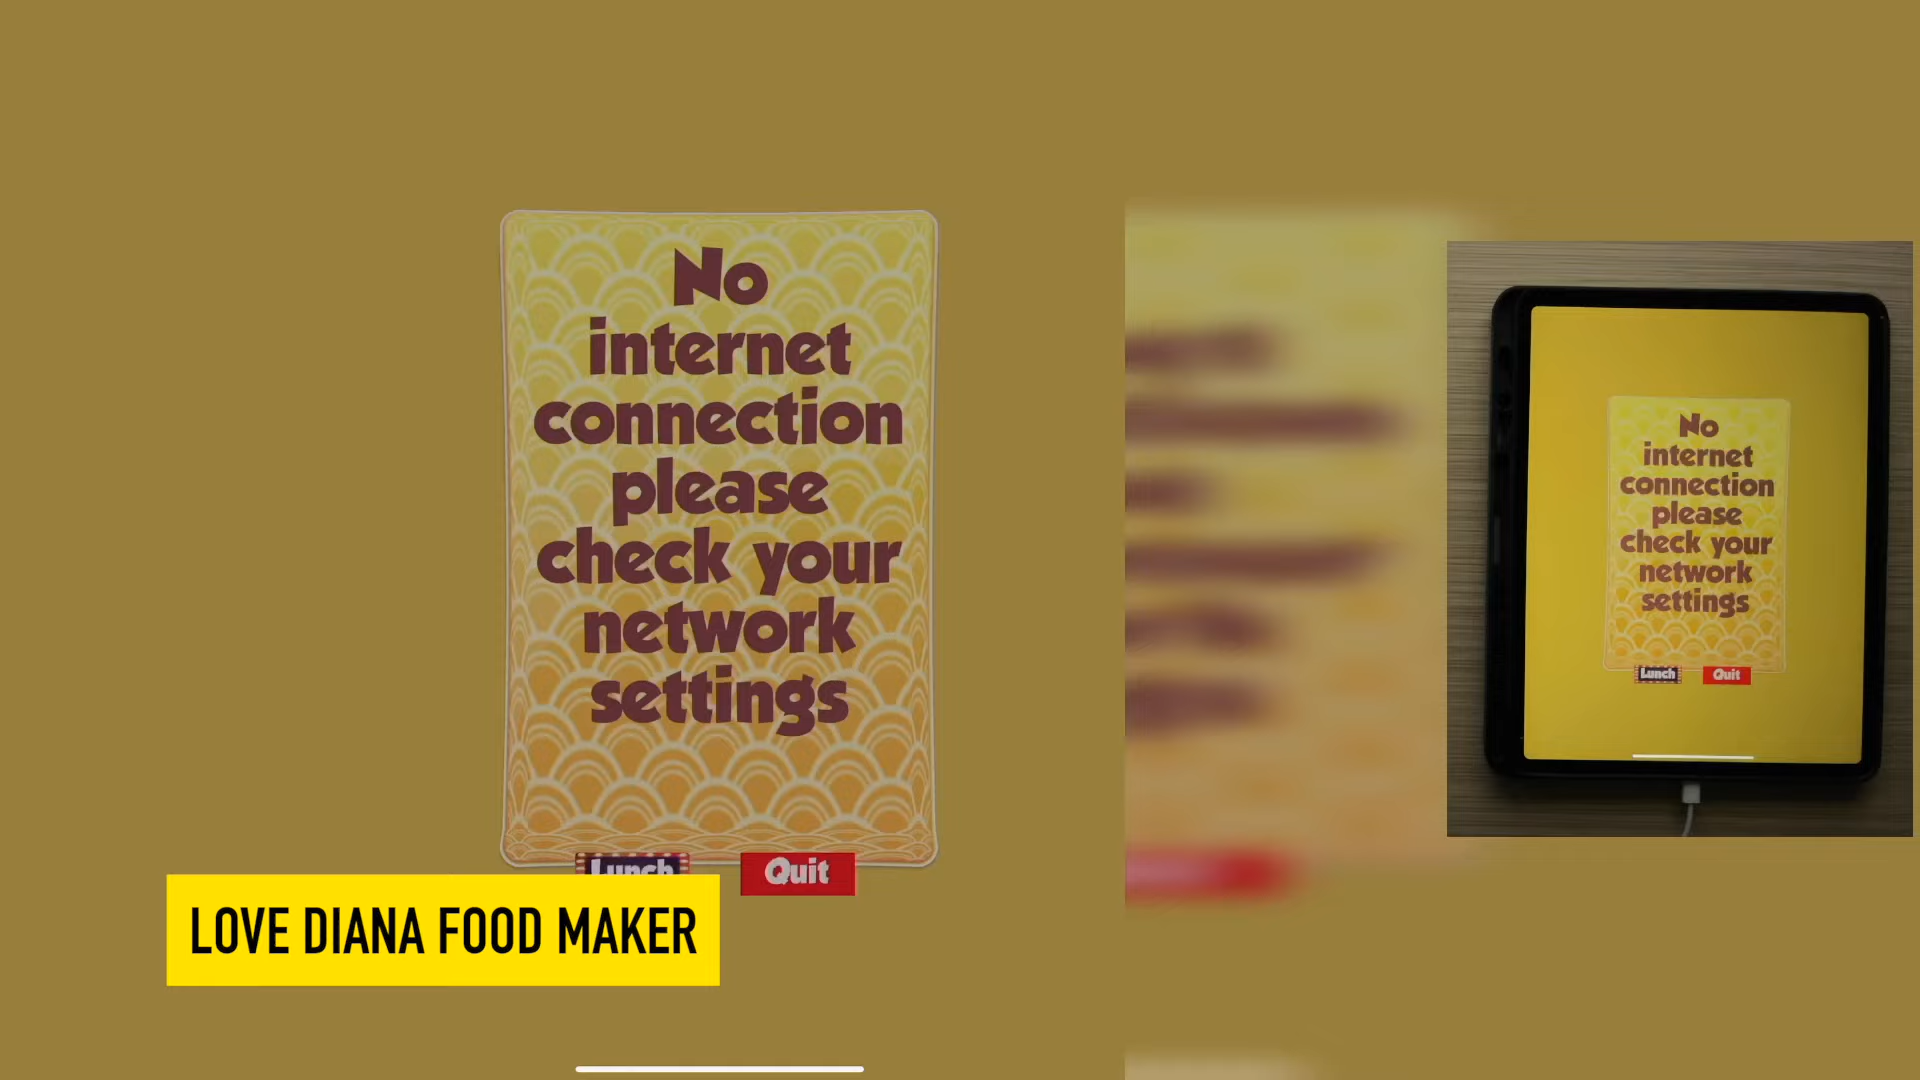 No
internet
connection
please
check your
network
settings
Lunch
Quit
LOVE DIANA FOOD MAKER
No
internet
connection
please
check your
network
settings
Lunch
Quit